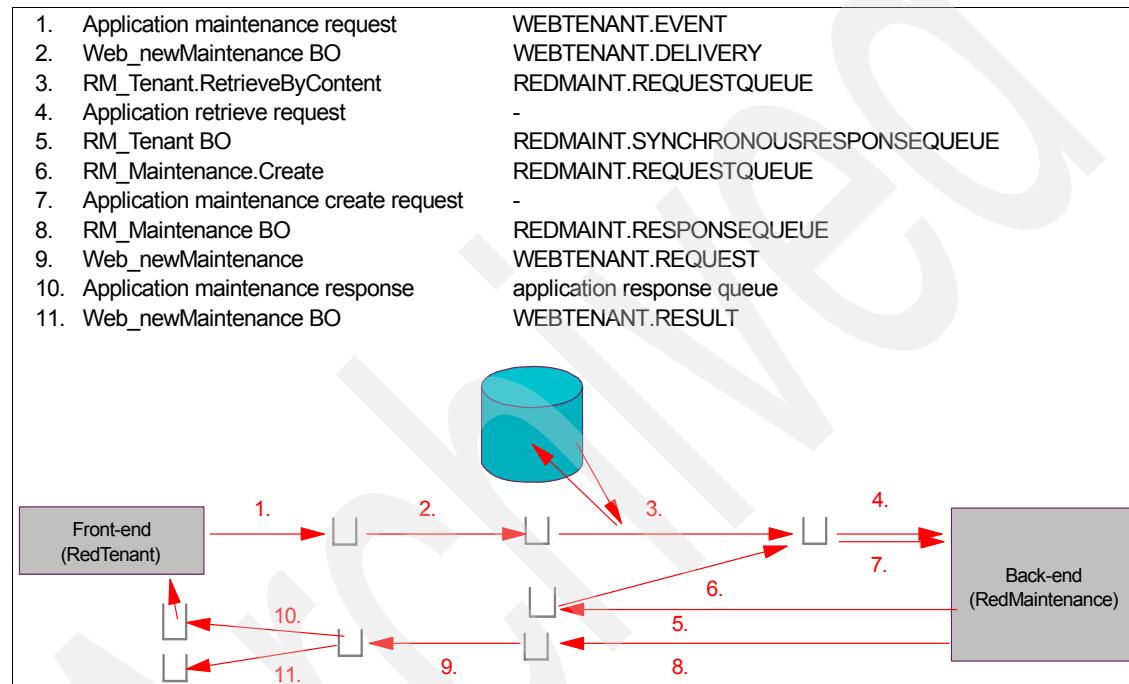 1. Application maintenance request WEBTENANT.EVENT
2. Web_newMaintenance BO WEBTENANT.DELIVERY
3. RM_Tenant.RetrieveByContent REDMAINT.REQUESTQUEUE
4. Application retrieve request -
5. RM_Tenant BO REDMAINT.SYNCHRONOUSRESPONSEQUEUE
6. RM_Maintenance.Create REDMAINT.REQUESTQUEUE
7. Application maintenance create request -
8. RM_Maintenance BO REDMAINT.RESPONSEQUEUE
9. Web_newMaintenance WEBTENANT.REQUEST
10. Application maintenance response application response queue
11. Web_newMaintenance BO WEBTENANT.RESULT
1. 2. 3. 4.
Front-end
(RedTenant)
7.
6.
Back-end
(RedMaintenance)
10. 5.
11. 9. 8.
Archived